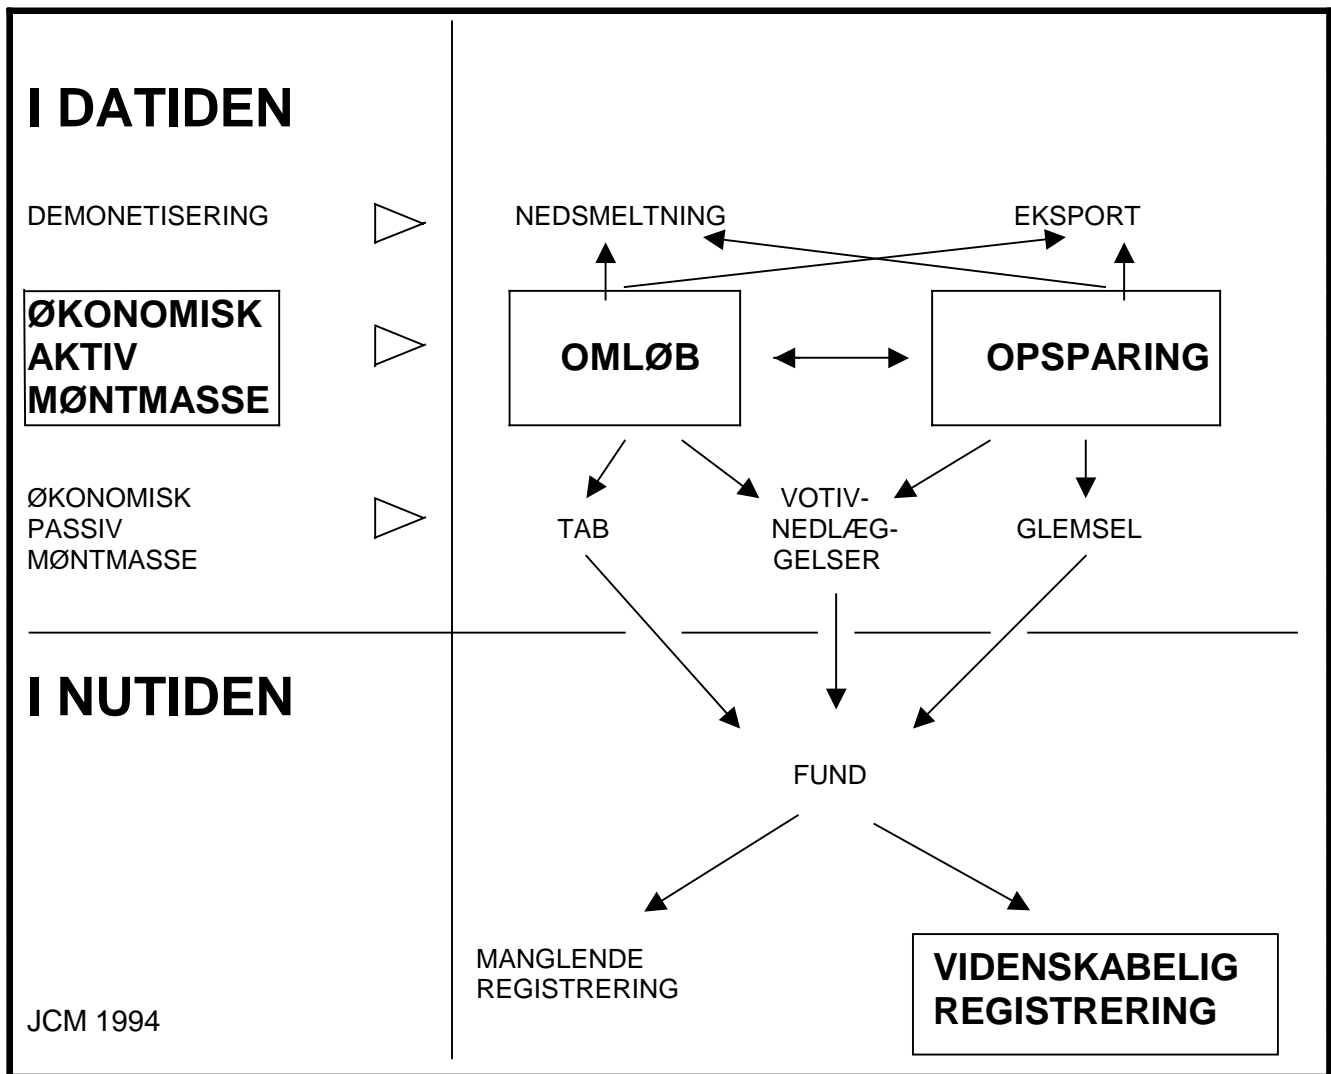 I DATIDEN
DEMONETISERING
NEDSMELTNING
EKSPORT
ØKONOMISK
AKTIV
MØNTMASSE
OMLØB
OPSPARING
ØKONOMISK
PASSIV
MØNTMASSE
TAB
VOTIV-
NEDLÆG-
GELSER
GLEMSEL
I NUTIDEN
FUND
MANGLENDE
REGISTRERING
VIDENSKABELIG
REGISTRERING
JCM 1994